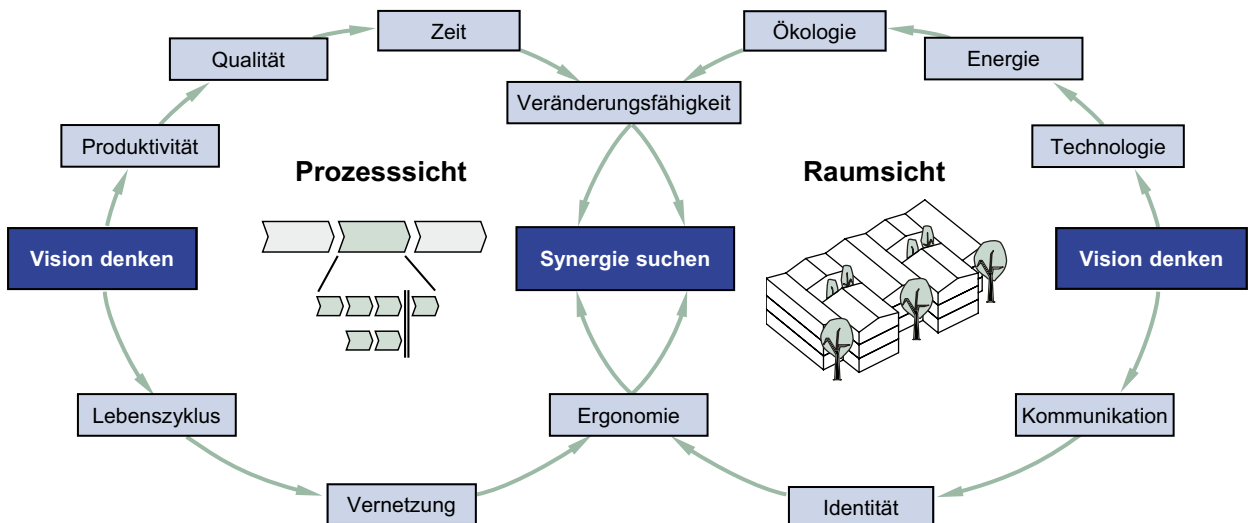 Zeit
Ökologie
Qualität
Energie
Veränderungsfähigkeit
Produktivität
Technologie
Prozesssicht
Raumsicht
Vision denken
Synergie suchen
Vision denken
Lebenszyklus
Ergonomie
Kommunikation
Vernetzung
Identität